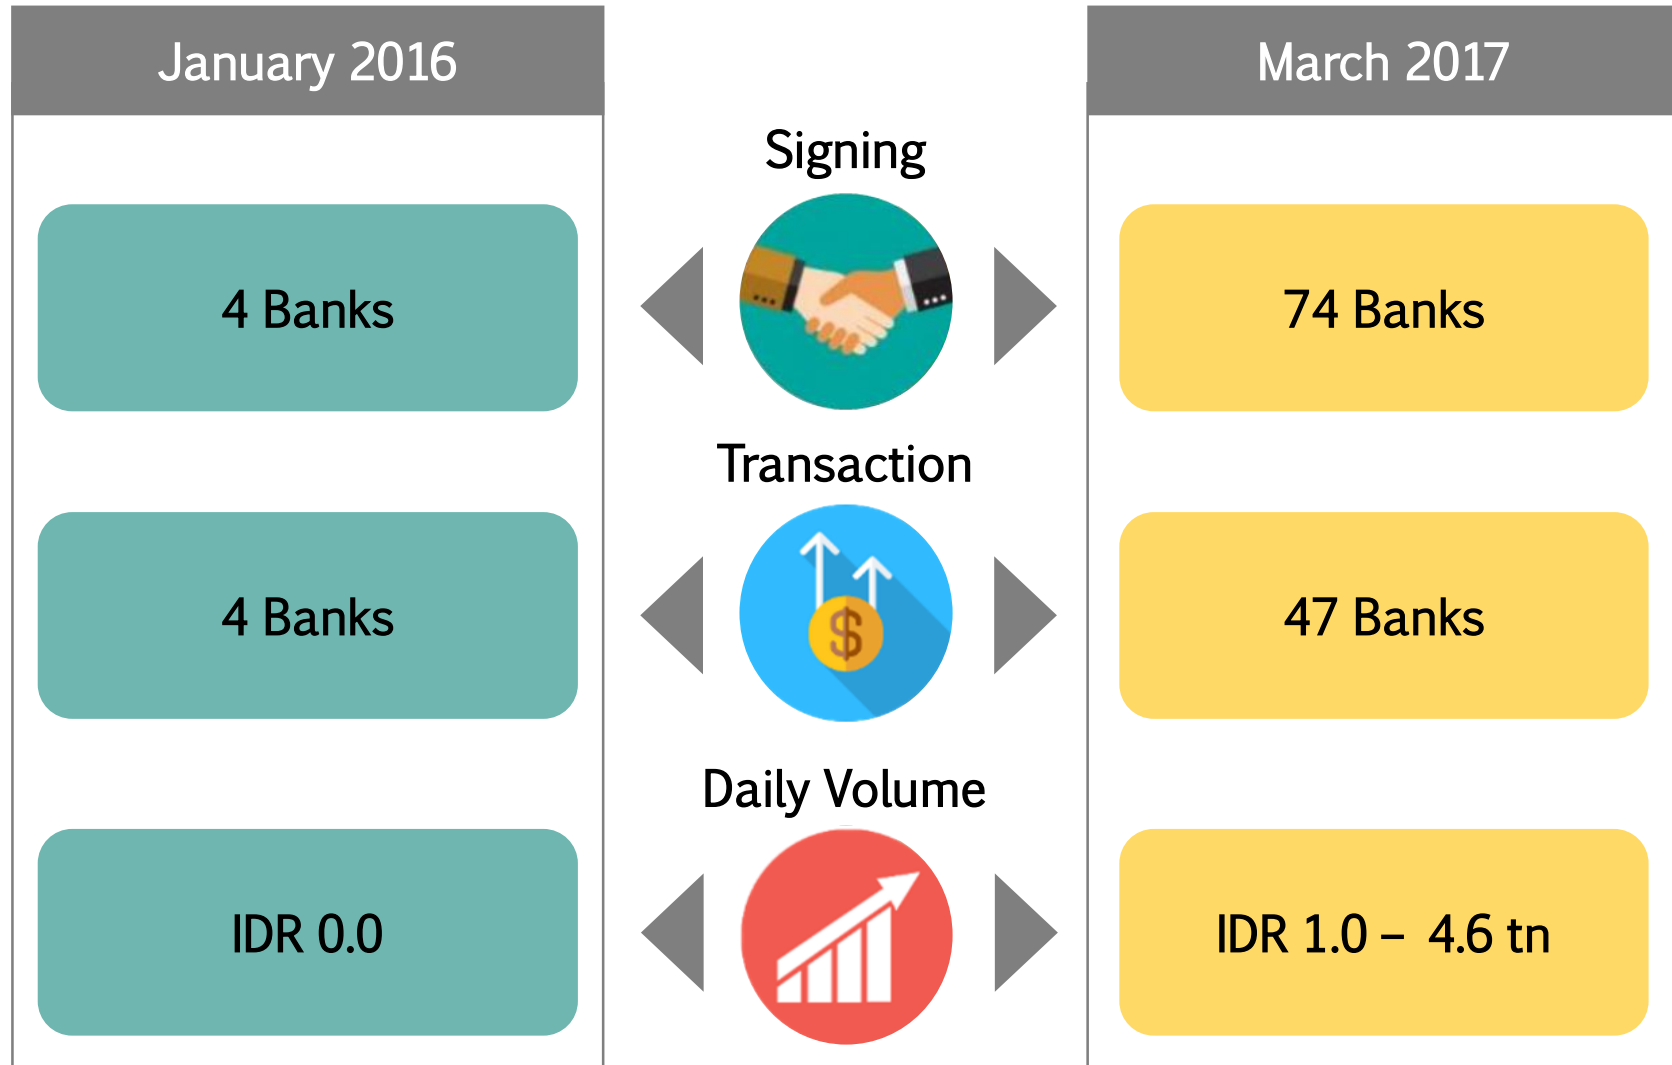 January 2016
March 2017
Signing
4 Banks
74 Banks
Transaction
4 Banks
$
47 Banks
Daily Volume
IDR 0.0
IDR 1.0 – 4.6 tn